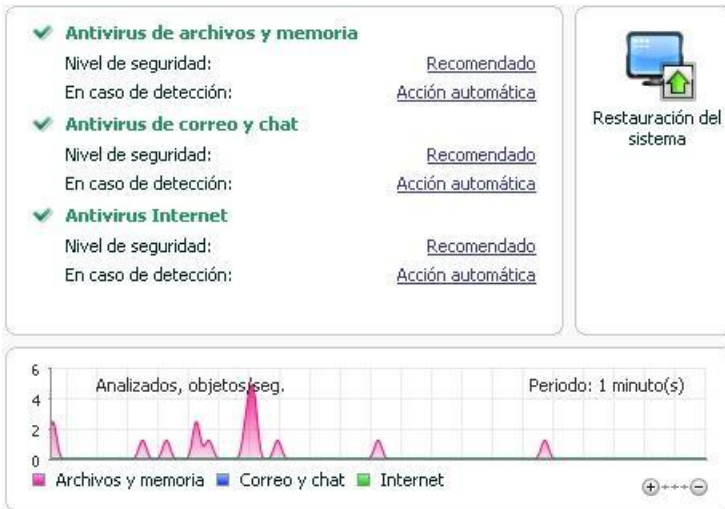 Antivirus de archivos y memoria
Nivel de seguridad: Recomendado
En caso de detección: Acción automática
Antivirus de correo y chat
Nivel de seguridad: Recomendado
En caso de detección: Acción automática
Antivirus Internet
Nivel de seguridad: Recomendado
En caso de detección: Acción automática
Restauración del
sistema
Analizados, objetos/seg. Periodo: 1 minuto(s)
6
4
2
0
Archivos y memoria Correo y chat Internet